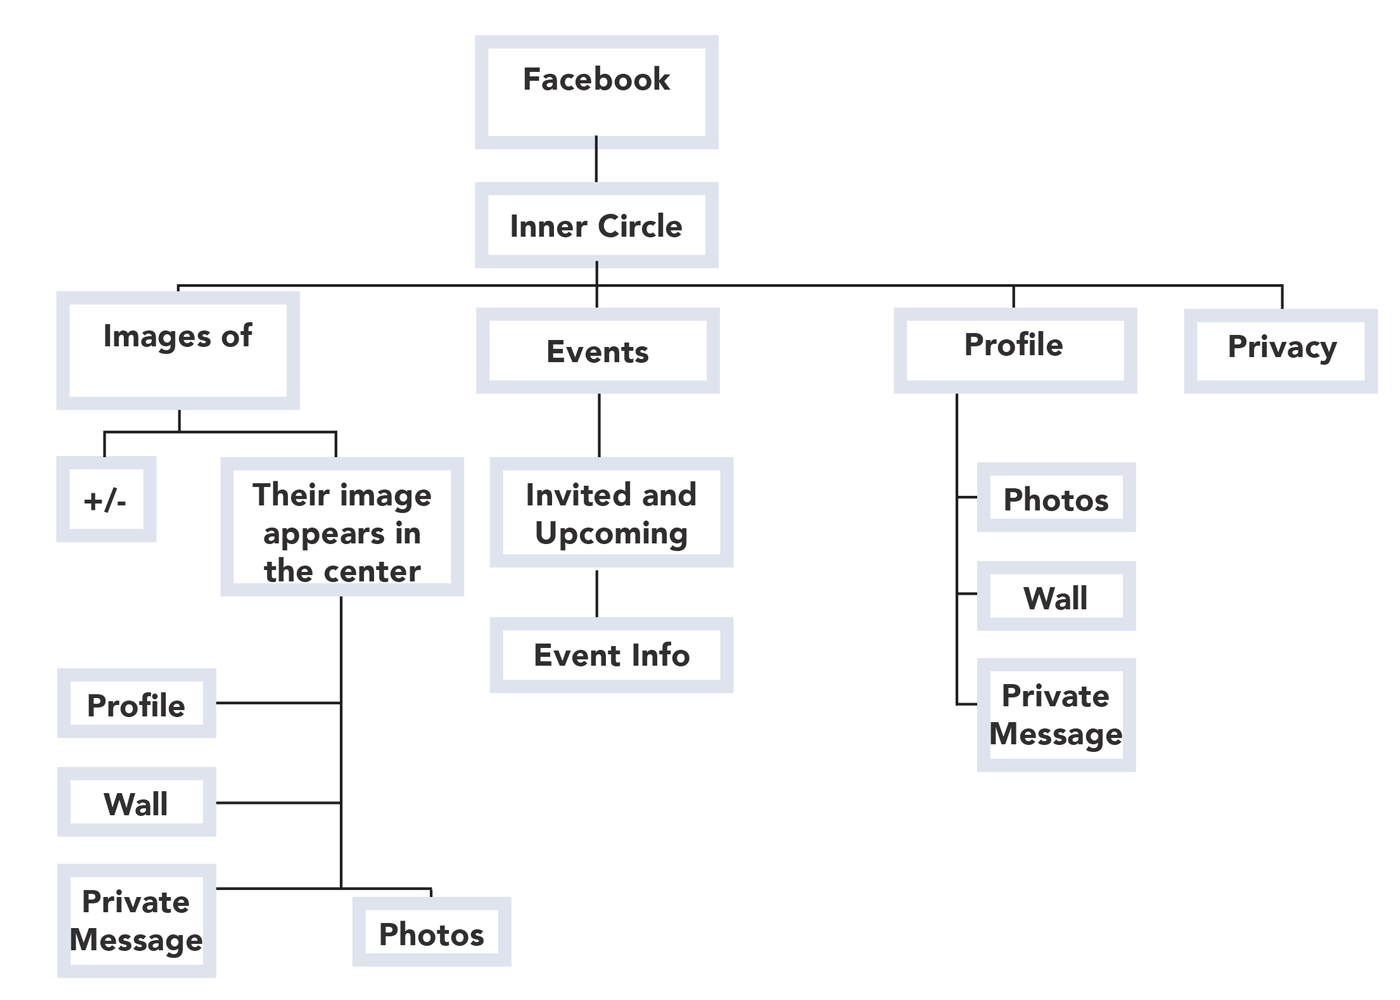 Facebook
Inner Circle
Images of
Events
Profile
Privacy
+/-
Their image
appears in
the center
Invited and
Upcoming
Photos
Wall
Event Info
Private
Message
Profile
Wall
Private
Message
Photos